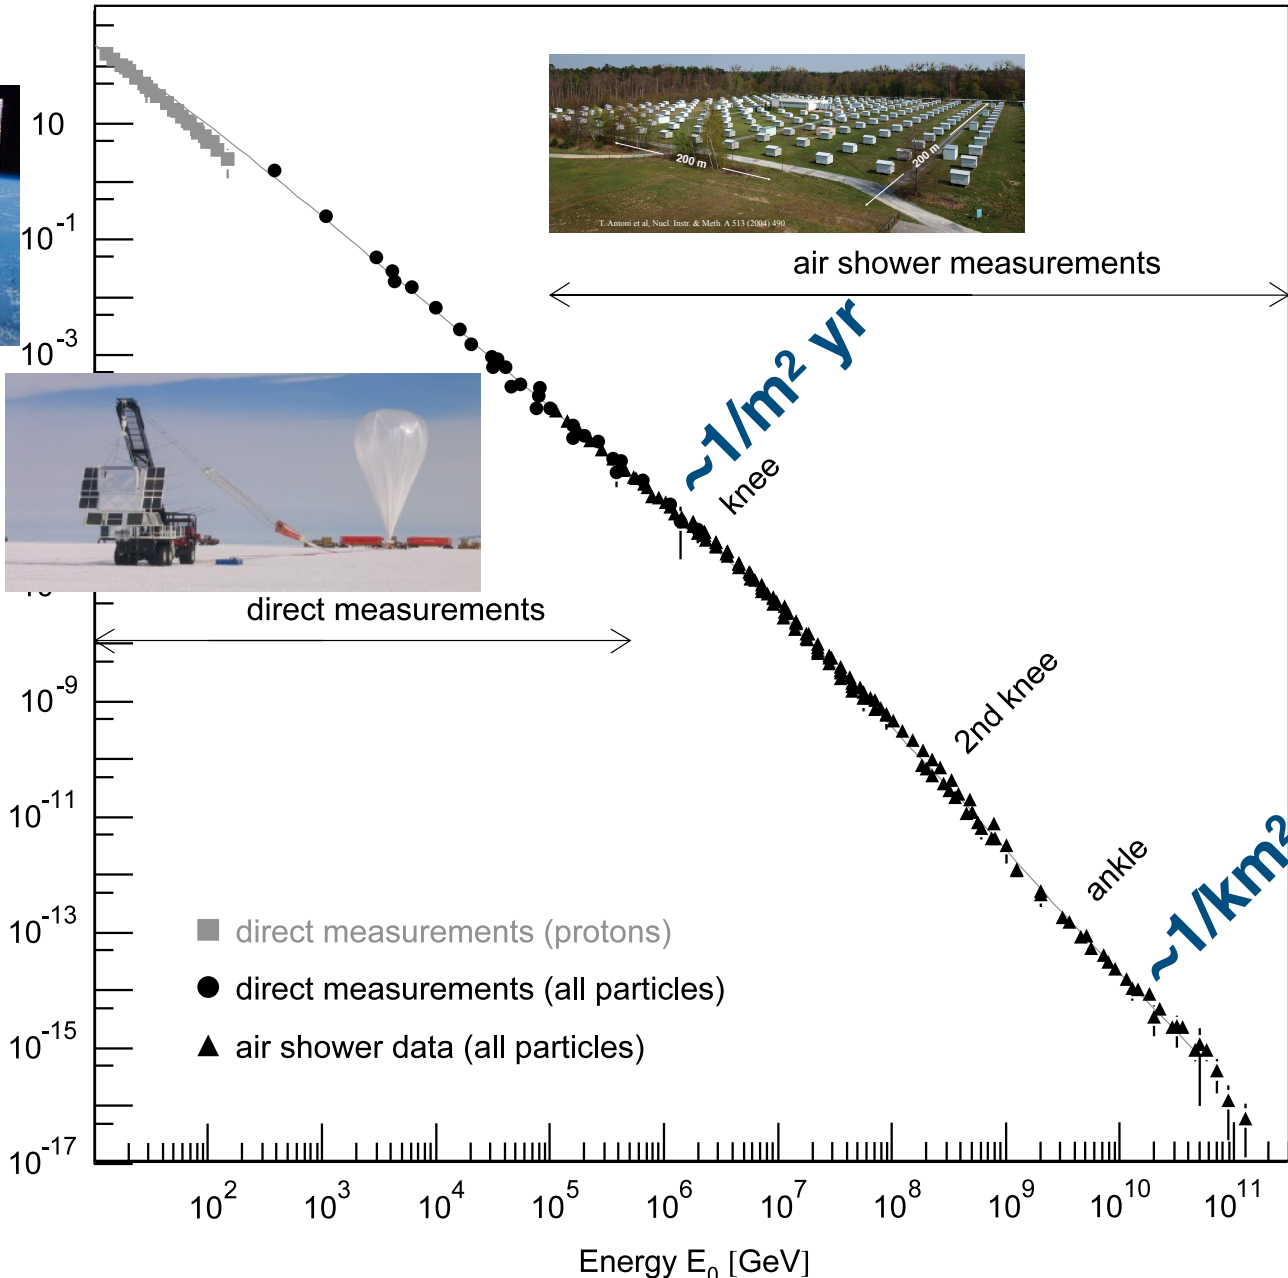 10
10⁻¹
10⁻³
10⁻⁹
10⁻¹¹
10⁻¹³
10⁻¹⁵
10⁻¹⁷
200 m
200 m
T. Antoni et al, Nucl. Instr. & Meth. A 513 (2004) 490
air shower measurements
~1/m² yr
knee
direct measurements
2nd knee
ankle
~1/km²
direct measurements (protons)
direct measurements (all particles)
air shower data (all particles)
10² 10³ 10⁴ 10⁵ 10⁶ 10⁷ 10⁸ 10⁹ 10¹⁰ 10¹¹
Energy E₀ [GeV]